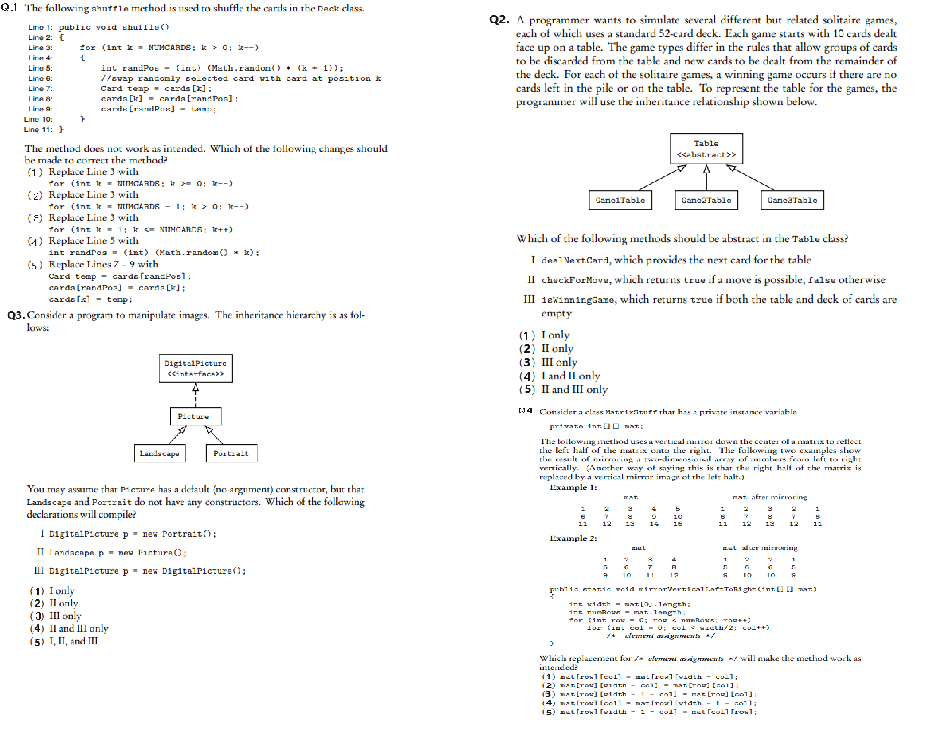 Q.1 The following shuffle method is used to shuffle the cards in the Deck class.
Line 1: public void shuffle()
Line 2: {
Line 3: for (int k = NUMCARDS; k > 0; k--)
Line 4: {
Line 5: int randPos = (int) (Math.random() * (k + 1));
Line 6: //swap randomly selected card with card at position k
Line 7: Card temp = cards[k];
Line 8: cards[k] = cards[randPos];
Line 9: cards[randPos] = temp;
Line 10: }
Line 11: }
The method does not work as intended. Which of the following changes should
be made to correct the method?
(1) Replace Line 3 with
for (int k = NUMCARDS; k >= 0; k--)
(2) Replace Line 3 with
for (int k = NUMCARDS - 1; k > 0; k--)
(3) Replace Line 3 with
for (int k = 1; k <= NUMCARDS; k++)
(4) Replace Line 5 with
int randPos = (int) (Math.random() * k);
(5) Replace Lines 7 – 9 with
Card temp = cards[randPos];
cards[randPos] = cards[k];
cards[k] = temp;
Q3. Consider a program to manipulate images. The inheritance hierarchy is as fol-
lows:
DigitalPicture
<<interface>>
Picture
Landscape
Portrait
You may assume that Picture has a default (no-argument) constructor, but that
Landscape and Portrait do not have any constructors. Which of the following
declarations will compile?
I DigitalPicture p = new Portrait();
II Landscape p = new Picture();
III DigitalPicture p = new DigitalPicture();
(1) I only
(2) II only
(3) III only
(4) II and III only
(5) I, II, and III
Q2. A programmer wants to simulate several different but related solitaire games,
each of which uses a standard 52-card deck. Each game starts with 10 cards dealt
face up on a table. The game types differ in the rules that allow groups of cards
to be discarded from the table and new cards to be dealt from the remainder of
the deck. For each of the solitaire games, a winning game occurs if there are no
cards left in the pile or on the table. To represent the table for the games, the
programmer will use the inheritance relationship shown below.
Table
<<abstract>>
Game1Table
Game2Table
Game3Table
Which of the following methods should be abstract in the Table class?
I dealNextCard, which provides the next card for the table
II checkForMove, which returns true if a move is possible, false otherwise
III isWinningGame, which returns true if both the table and deck of cards are
empty
(1) I only
(2) II only
(3) III only
(4) I and II only
(5) II and III only
Q4 Consider a class MatrixStuff that has a private instance variable
private int[][] mat;
The following method uses a vertical mirror down the center of a matrix to reflect
the left half of the matrix onto the right. The following two examples show
the result of mirroring a two-dimensional array of numbers from left to right
vertically. (Another way of saying this is that the right half of the matrix is
replaced by a vertical mirror image of the left half.)
Example 1:
mat mat after mirroring
1 2 3 4 5 1 2 3 2 1
6 7 8 9 10 6 7 8 7 6
11 12 13 14 15 11 12 13 12 11
Example 2:
mat mat after mirroring
1 2 3 4 1 2 2 1
5 6 7 8 5 6 6 5
9 10 11 12 9 10 10 9
public static void mirrorVerticalLeftToRight(int[][] mat)
{
int width = mat[0].length;
int numRows = mat.length;
for (int row = 0; row < numRows; row++)
for (int col = 0; col < width/2; col++)
/* element assignments */
}
Which replacement for /* element assignments */ will make the method work as
intended?
(1) mat[row][col] = mat[row][width - col];
(2) mat[row][width - col] = mat[row][col];
(3) mat[row][width - 1 - col] = mat[row][col];
(4) mat[row][col] = mat[row][width - 1 - col];
(5) mat[row][width - 1 - col] = mat[col][row];